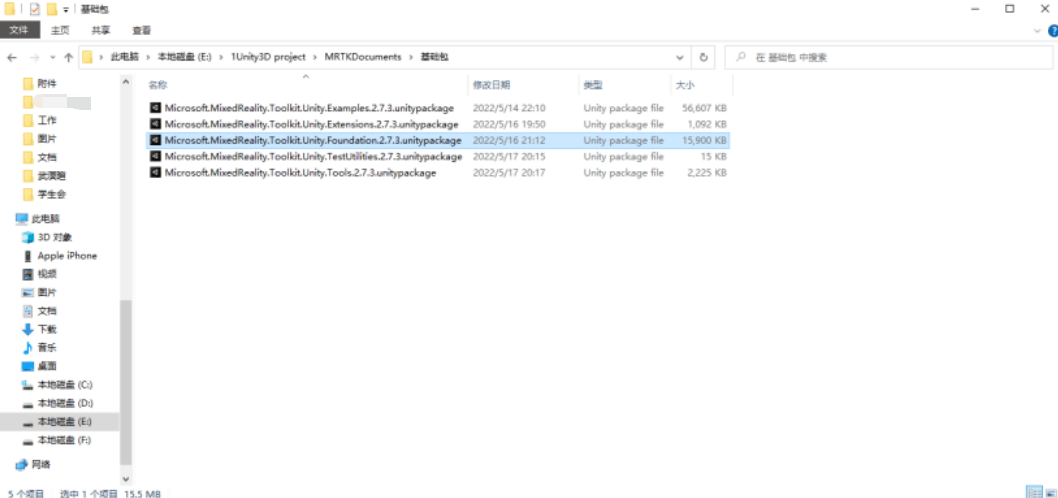 基础包
文件 主页 共享 查看
此电脑 › 本地磁盘 (E:) › 1Unity3D project › MRTKDocuments › 基础包 在 基础包 中搜索
名称 修改日期 类型 大小
Microsoft.MixedReality.Toolkit.Unity.Examples.2.7.3.unitypackage 2022/5/14 22:10 Unity package file 56,607 KB
Microsoft.MixedReality.Toolkit.Unity.Extensions.2.7.3.unitypackage 2022/5/16 19:50 Unity package file 1,092 KB
Microsoft.MixedReality.Toolkit.Unity.Foundation.2.7.3.unitypackage 2022/5/16 21:12 Unity package file 15,900 KB
Microsoft.MixedReality.Toolkit.Unity.TestUtilities.2.7.3.unitypackage 2022/5/17 20:15 Unity package file 15 KB
Microsoft.MixedReality.Toolkit.Unity.Tools.2.7.3.unitypackage 2022/5/17 20:17 Unity package file 2,225 KB
附件
工作
图片
文档
学生会
此电脑
3D 对象
Apple iPhone
视频
图片
文档
下载
音乐
桌面
本地磁盘 (C:)
本地磁盘 (D:)
本地磁盘 (E:)
本地磁盘 (F:)
网络
5 个项目 选中 1 个项目 15.5 MB